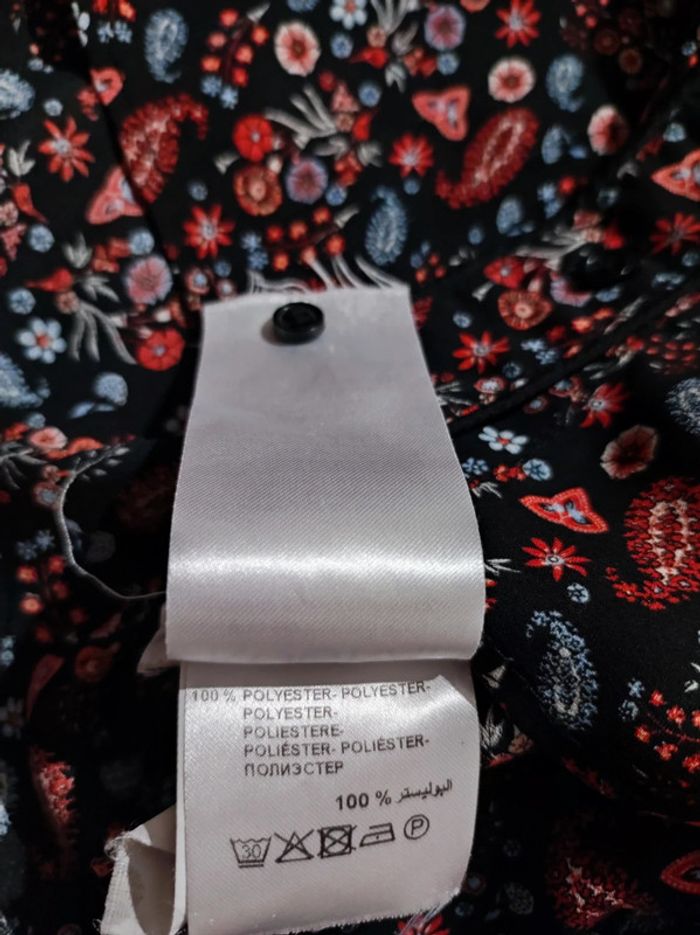 100 % POLYESTER- POLYESTER-
POLYESTER-
POLIESTERE-
POLIÉSTER- POLIÉSTER-
ПОЛИЭСТЕР
البوليستر % 100
30 P